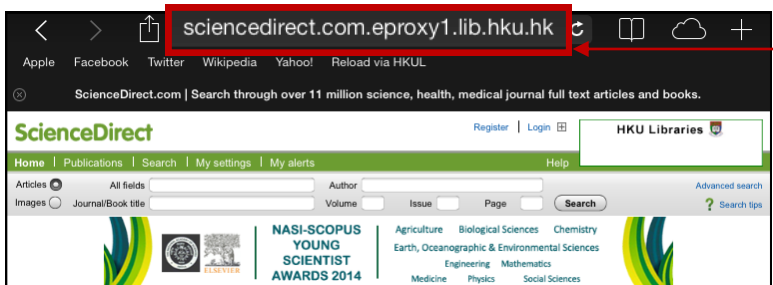 sciencedirect.com.eproxy1.lib.hku.hk
Apple Facebook Twitter Wikipedia Yahoo! Reload via HKUL
ScienceDirect.com | Search through over 11 million science, health, medical journal full text articles and books.
ScienceDirect
Register | Login
HKU Libraries
Home | Publications | Search | My settings | My alerts Help
Articles All fields Author Advanced search
Images Journal/Book title Volume Issue Page Search ? Search tips
NASI-SCOPUS
YOUNG
SCIENTIST
AWARDS 2014
ELSEVIER
Agriculture Biological Sciences Chemistry
Earth, Oceanographic & Environmental Sciences
Engineering Mathematics
Medicine Physics Social Sciences